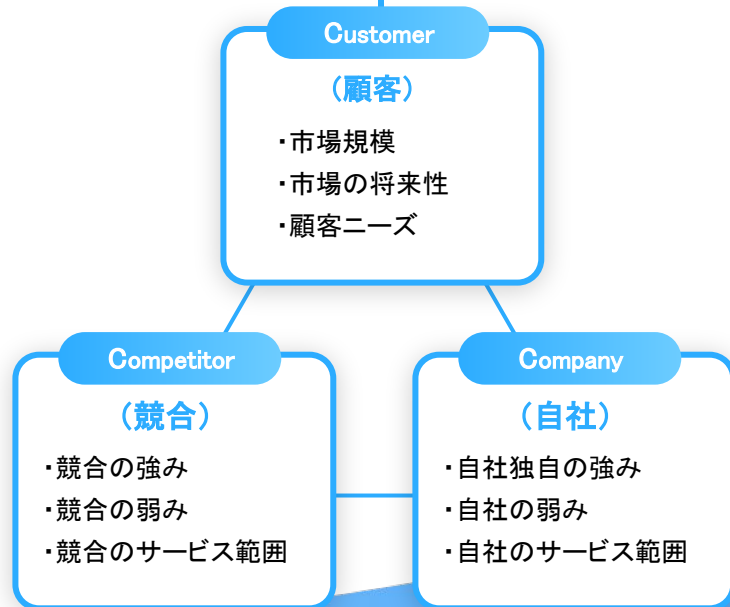 Customer
（顧客）
・市場規模
・市場の将来性
・顧客ニーズ
Competitor
（競合）
・競合の強み
・競合の弱み
・競合のサービス範囲
Company
（自社）
・自社独自の強み
・自社の弱み
・自社のサービス範囲